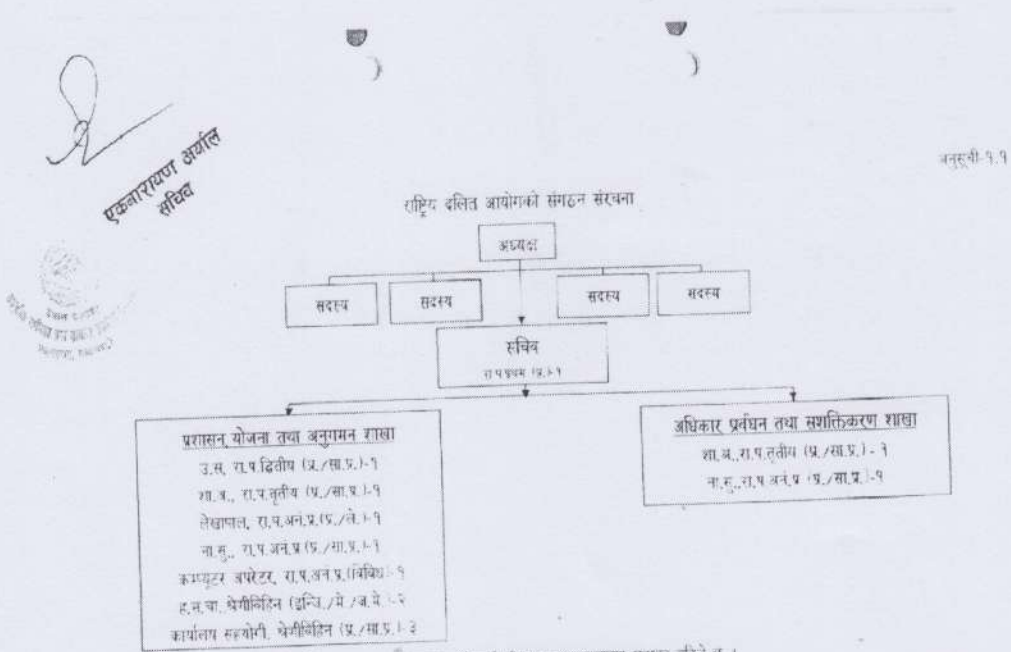 एकनारायण अर्याल
सचिव
अनुसूची-१.१
राष्ट्रिय दलित आयोगको संगठन संरचना
अध्यक्ष
सदस्य
सदस्य
सदस्य
सदस्य
सचिव
रा.प.प्रथम (प्र.)-१
प्रशासन, योजना तथा अनुगमन शाखा
उ.स. रा.प.द्वितीय (प्र./सा.प्र.)-१
शा.अ., रा.प.तृतीय (प्र./सा.प्र.)-१
लेखापाल, रा.प.अनं.प्र.(प्र./ले.)-१
ना.सु., रा.प.अनं.प्र (प्र./सा.प्र.)-१
कम्प्यूटर अपरेटर, रा.प.अनं.प्र.(विविध)-१
ह.स.चा. श्रेणीविहिन (इन्जि./मे./ज.मे.)-२
कार्यालय सहयोगी, श्रेणीविहिन (प्र./सा.प्र.)-३
अधिकार प्रर्वधन तथा सशक्तिकरण शाखा
शा.अ.,रा.प.तृतीय (प्र./सा.प्र.) - १
ना.सु.,रा.प.अनं.प्र (प्र./सा.प्र.)-१